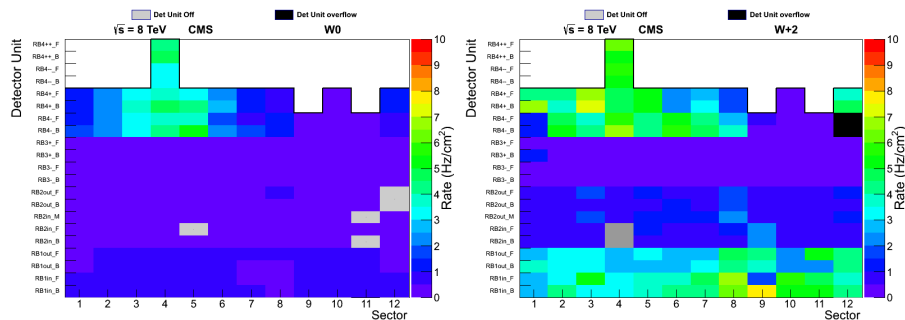 Det Unit Off Det Unit overflow
√s = 8 TeV CMS W0
Detector Unit
RB4++_F
RB4++_B
RB4--_F
RB4--_B
RB4+_F
RB4+_B
RB4-_F
RB4-_B
RB3+_F
RB3+_B
RB3-_F
RB3-_B
RB2out_F
RB2out_B
RB2in_M
RB2in_F
RB2in_B
RB1out_F
RB1out_B
RB1in_F
RB1in_B
1 2 3 4 5 6 7 8 9 10 11 12
Sector
10
9
8
7
6
5
4
3
2
1
0
Rate (Hz/cm²)
Det Unit Off Det Unit overflow
√s = 8 TeV CMS W+2
Detector Unit
RB4++_F
RB4++_B
RB4--_F
RB4--_B
RB4+_F
RB4+_B
RB4-_F
RB4-_B
RB3+_F
RB3+_B
RB3-_F
RB3-_B
RB2out_F
RB2out_B
RB2out_M
RB2in_F
RB2in_B
RB1out_F
RB1out_B
RB1in_F
RB1in_B
1 2 3 4 5 6 7 8 9 10 11 12
Sector
10
9
8
7
6
5
4
3
2
1
0
Rate (Hz/cm²)